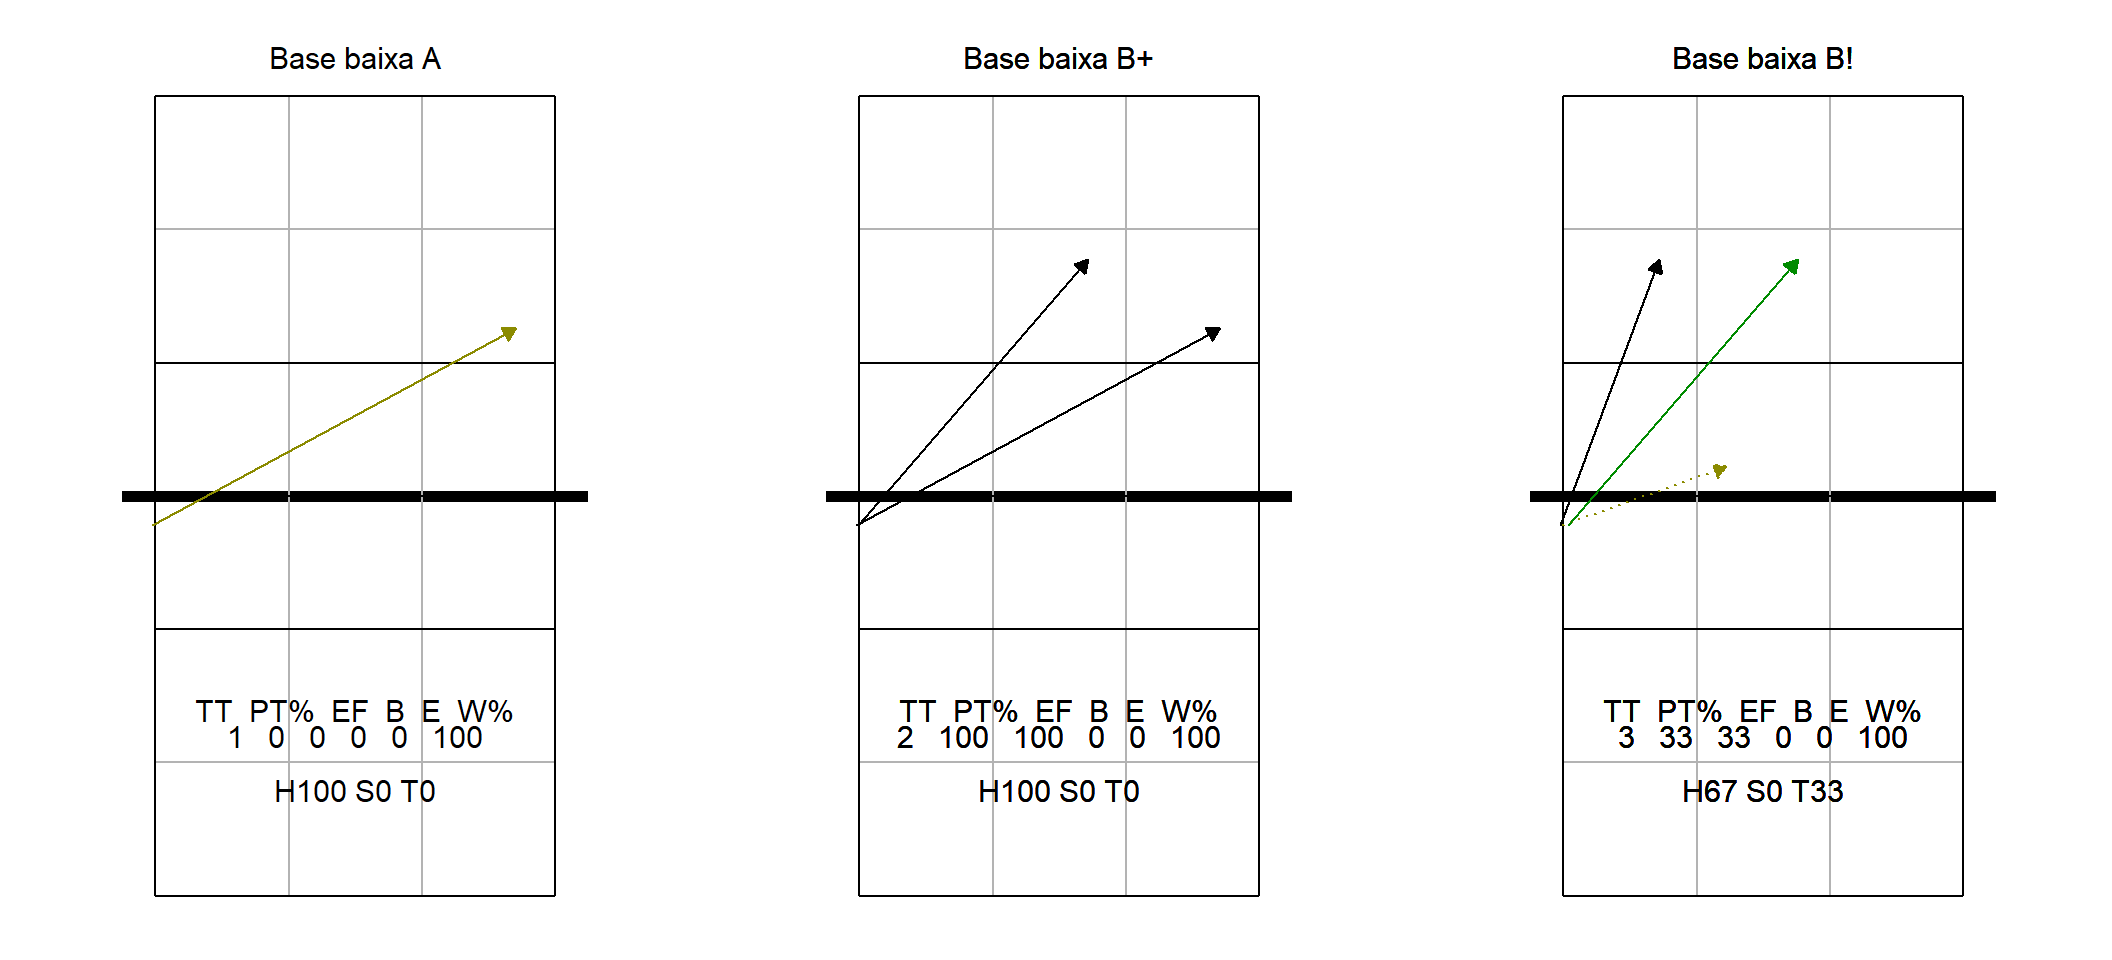 Base baixa A
TT PT% EF B E W%
1 0 0 0 0 100
H100 S0 T0
Base baixa B+
TT PT% EF B E W%
2 100 100 0 0 100
H100 S0 T0
Base baixa B!
TT PT% EF B E W%
3 33 33 0 0 100
H67 S0 T33